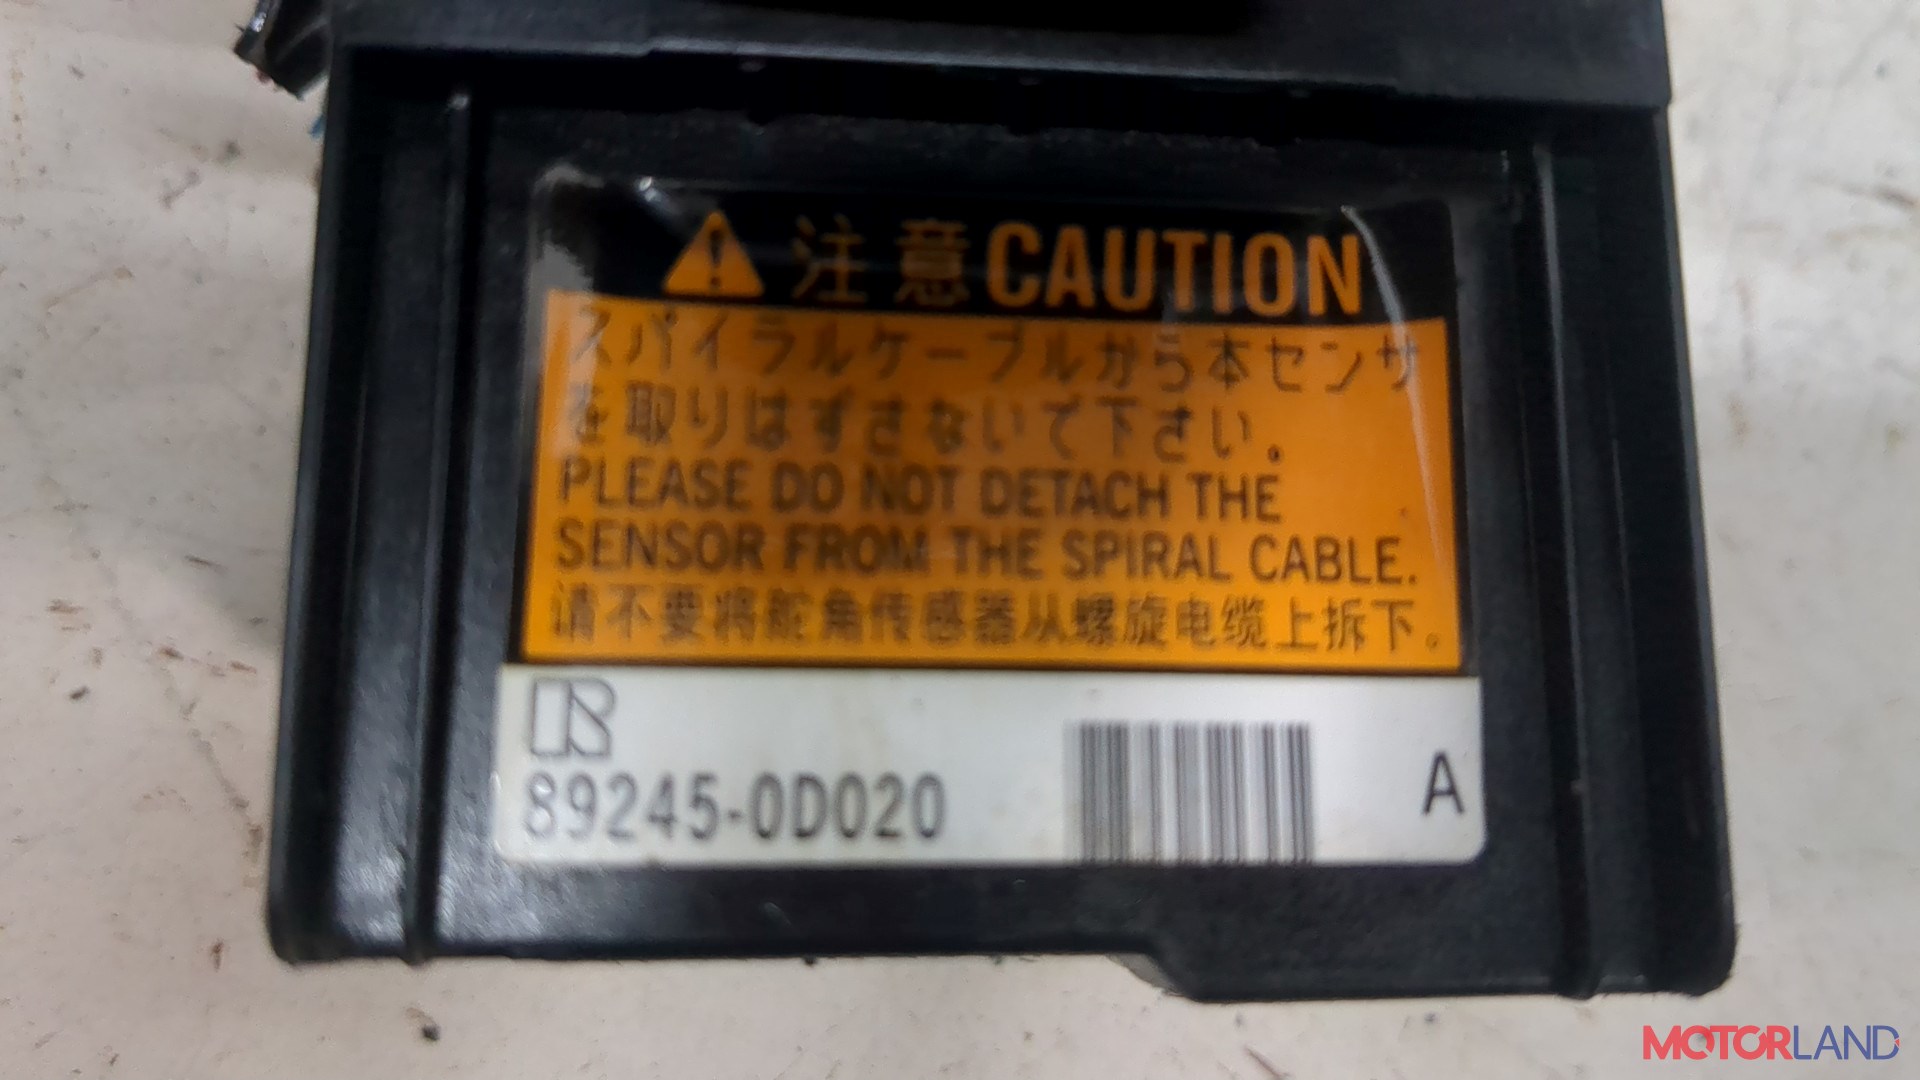 注意 CAUTION
スパイラルケーブルから本センサ
を取りはずさないで下さい。
PLEASE DO NOT DETACH THE
SENSOR FROM THE SPIRAL CABLE.
请不要将舵角传感器从螺旋电缆上拆下。
R
89245-0D020
A
MOTORLAND